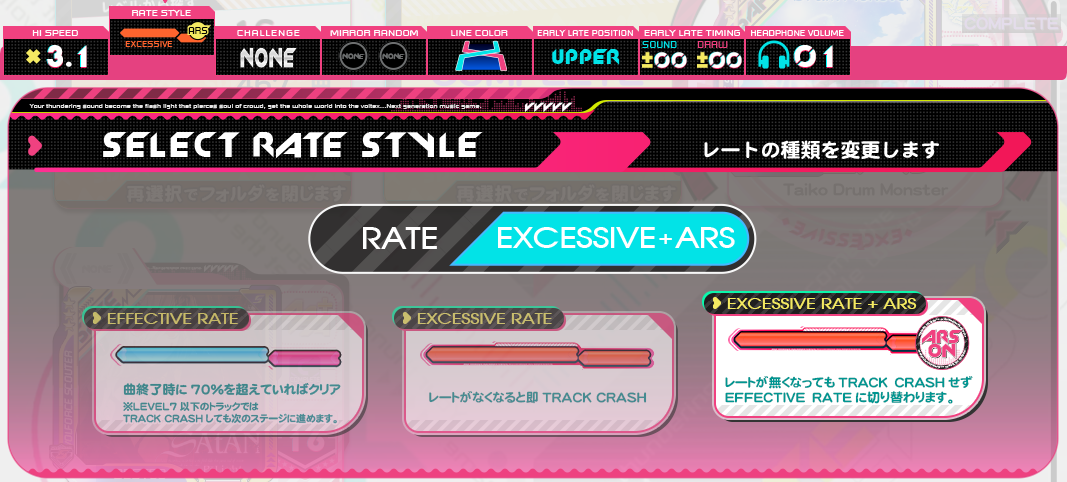 RATE STYLE
ARS
EXCESSIVE
HI SPEED
× 3.1
CHALLENGE
NONE
MIRROR RANDOM
NONE NONE
LINE COLOR
EARLY LATE POSITION
UPPER
EARLY LATE TIMING
SOUND DRAW
±00 ±00
HEADPHONE VOLUME
01
COMPLETE
Your thundering sound become the flash light that pierces soul of crowd, get the whole world into the voltex....Next generation music game.
SELECT RATE STYLE
レートの種類を変更します
再選択でフォルダを閉じます
再選択でフォルダを閉じます
Taiko Drum Monster
RATE EXCESSIVE+ARS
EFFECTIVE RATE
曲終了時に 70%を超えていればクリア
※LEVEL7 以下のトラックでは
TRACK CRASHしても次のステージに進めます。
EXCESSIVE RATE
レートがなくなると即 TRACK CRASH
EXCESSIVE RATE + ARS
ARS
ON
レートが無くなっても TRACK CRASH せず
EFFECTIVE RATE に切り替わります。